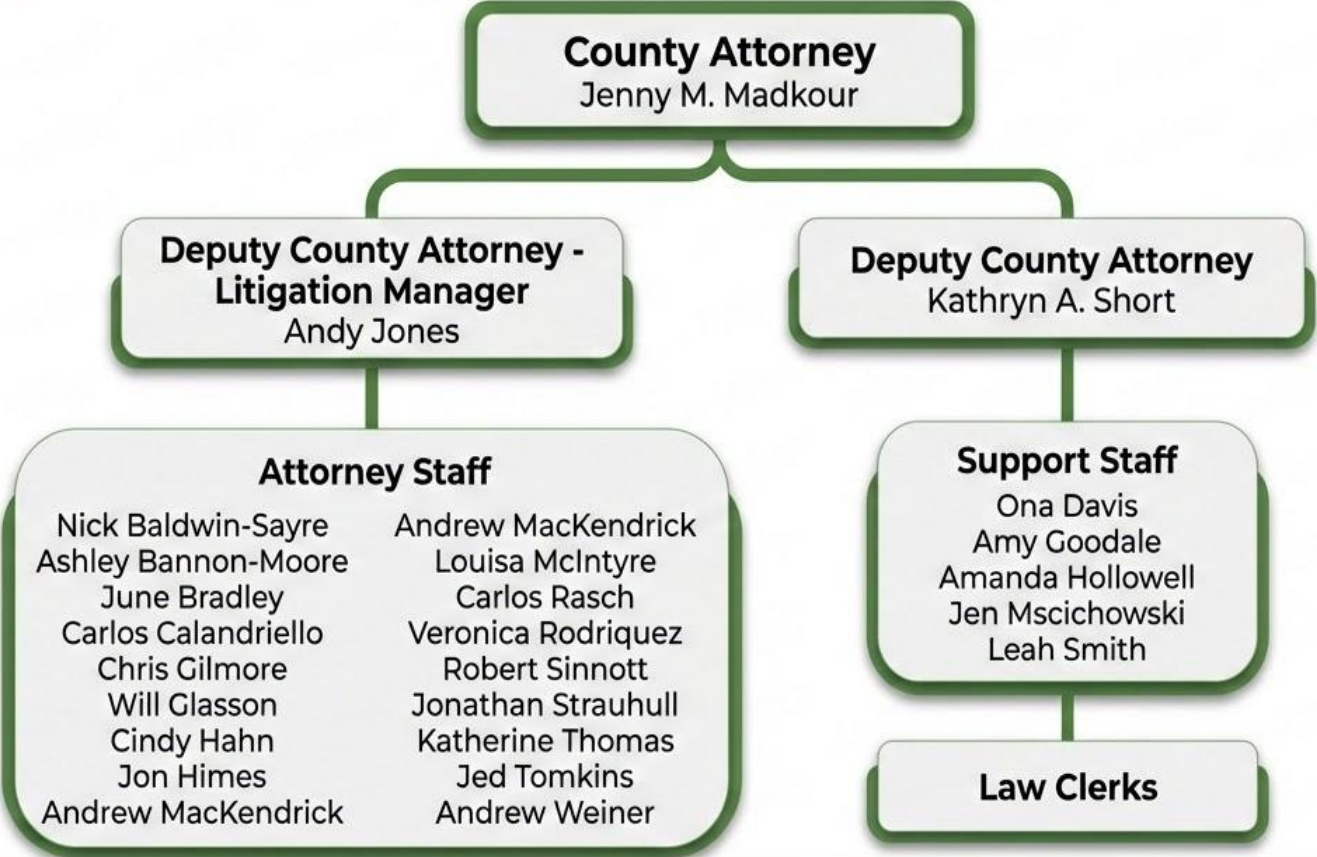 County Attorney
Jenny M. Madkour
Deputy County Attorney -
Litigation Manager
Andy Jones
Deputy County Attorney
Kathryn A. Short
Attorney Staff
Nick Baldwin-Sayre
Ashley Bannon-Moore
June Bradley
Carlos Calandriello
Chris Gilmore
Will Glasson
Cindy Hahn
Jon Himes
Andrew MacKendrick
Andrew MacKendrick
Louisa McIntyre
Carlos Rasch
Veronica Rodriquez
Robert Sinnott
Jonathan Strauhull
Katherine Thomas
Jed Tomkins
Andrew Weiner
Support Staff
Ona Davis
Amy Goodale
Amanda Hollowell
Jen Mscichowski
Leah Smith
Law Clerks